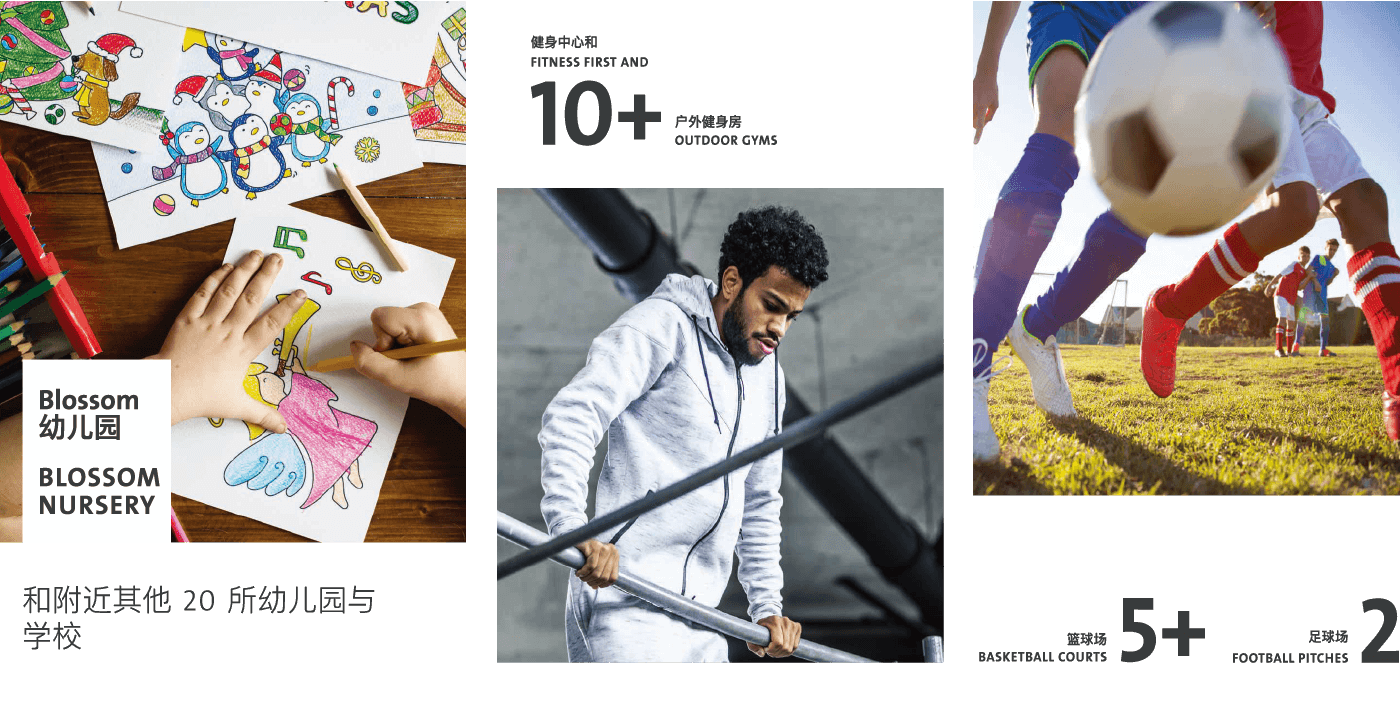 Blossom
幼儿园
BLOSSOM
NURSERY
和附近其他 20 所幼儿园与
学校
健身中心和
FITNESS FIRST AND
10+
户外健身房
OUTDOOR GYMS
篮球场
BASKETBALL COURTS
5+
足球场
FOOTBALL PITCHES
2